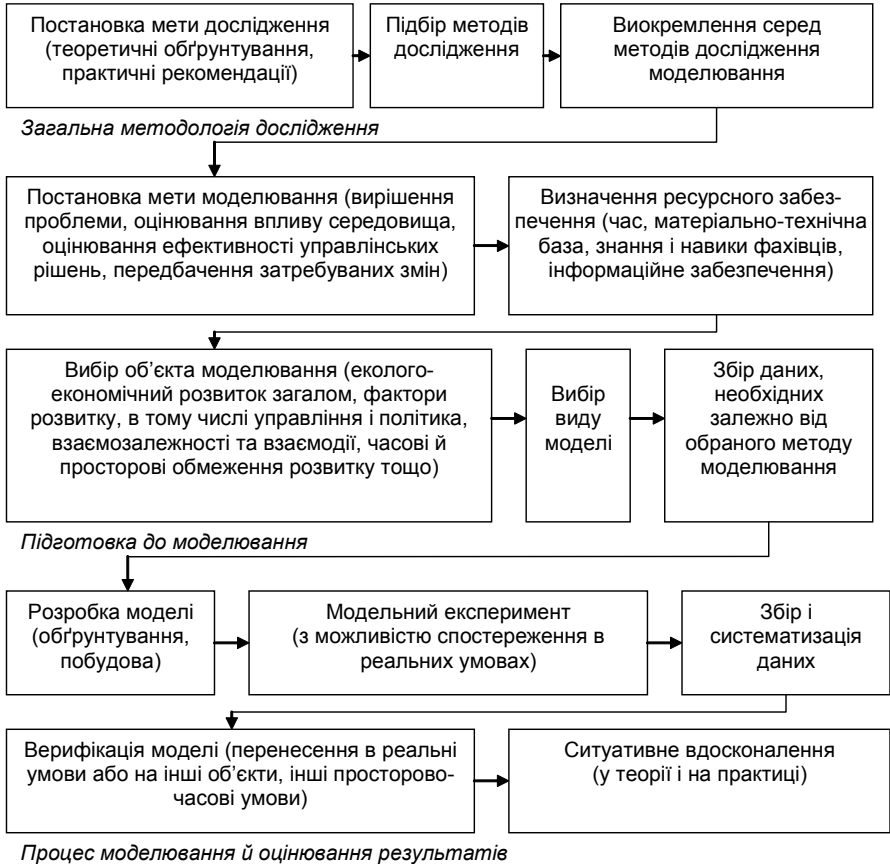 Постановка мети дослідження
(теоретичні обґрунтування,
практичні рекомендації)
Підбір методів
дослідження
Виокремлення серед
методів дослідження
моделювання
Загальна методологія дослідження
Постановка мети моделювання (вирішення
проблеми, оцінювання впливу середовища,
оцінювання ефективності управлінських
рішень, передбачення затребуваних змін)
Визначення ресурсного забез-
печення (час, матеріально-технічна
база, знання і навики фахівців,
інформаційне забезпечення)
Вибір об’єкта моделювання (еколого-
економічний розвиток загалом, фактори
розвитку, в тому числі управління і політика,
взаємозалежності та взаємодії, часові й
просторові обмеження розвитку тощо)
Вибір
виду
моделі
Збір даних,
необхідних
залежно від
обраного методу
моделювання
Підготовка до моделювання
Розробка моделі
(обґрунтування,
побудова)
Модельний експеримент
(з можливістю спостереження в
реальних умовах)
Збір і
систематизація
даних
Верифікація моделі (перенесення в реальні
умови або на інші об’єкти, інші просторово-
часові умови)
Ситуативне вдосконалення
(у теорії і на практиці)
Процес моделювання й оцінювання результатів